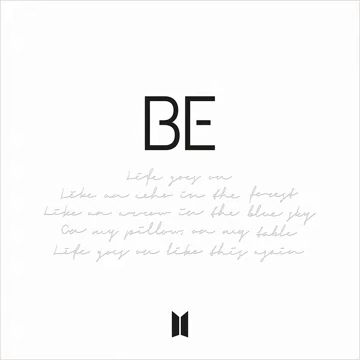 BE
Life goes on
Like an echo in the forest
Like an arrow in the blue sky
On my pillow, on my table
Life goes on like this again